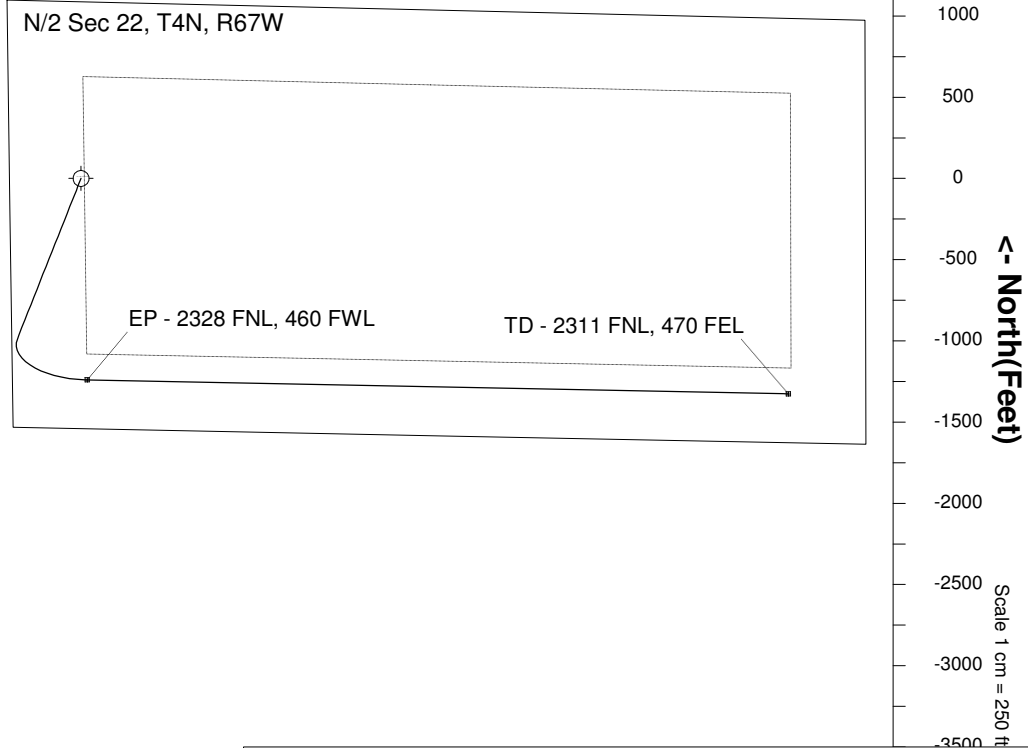 N/2 Sec 22, T4N, R67W
EP - 2328 FNL, 460 FWL
TD - 2311 FNL, 470 FEL
1000
500
0
-500
-1000
-1500
-2000
-2500
-3000
-3500
<- North(Feet)
Scale 1 cm = 250 ft